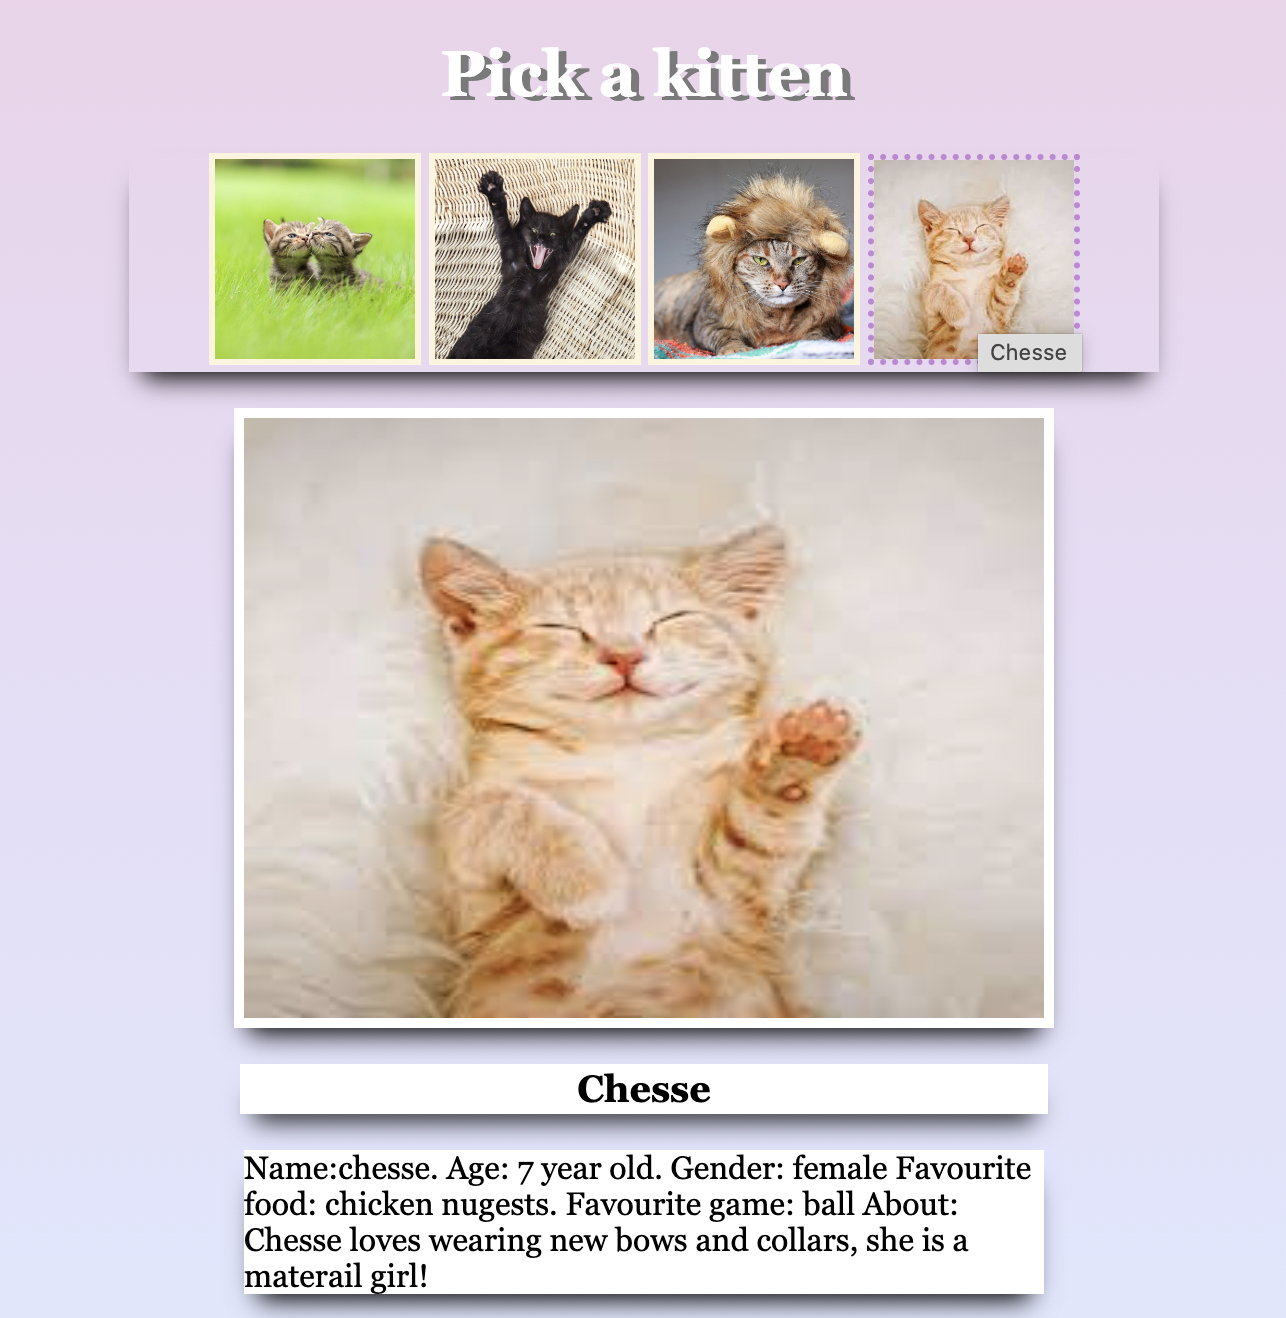 Pick a kitten
Chesse
Chesse
Name:chesse. Age: 7 year old. Gender: female Favourite
food: chicken nugests. Favourite game: ball About:
Chesse loves wearing new bows and collars, she is a
materail girl!